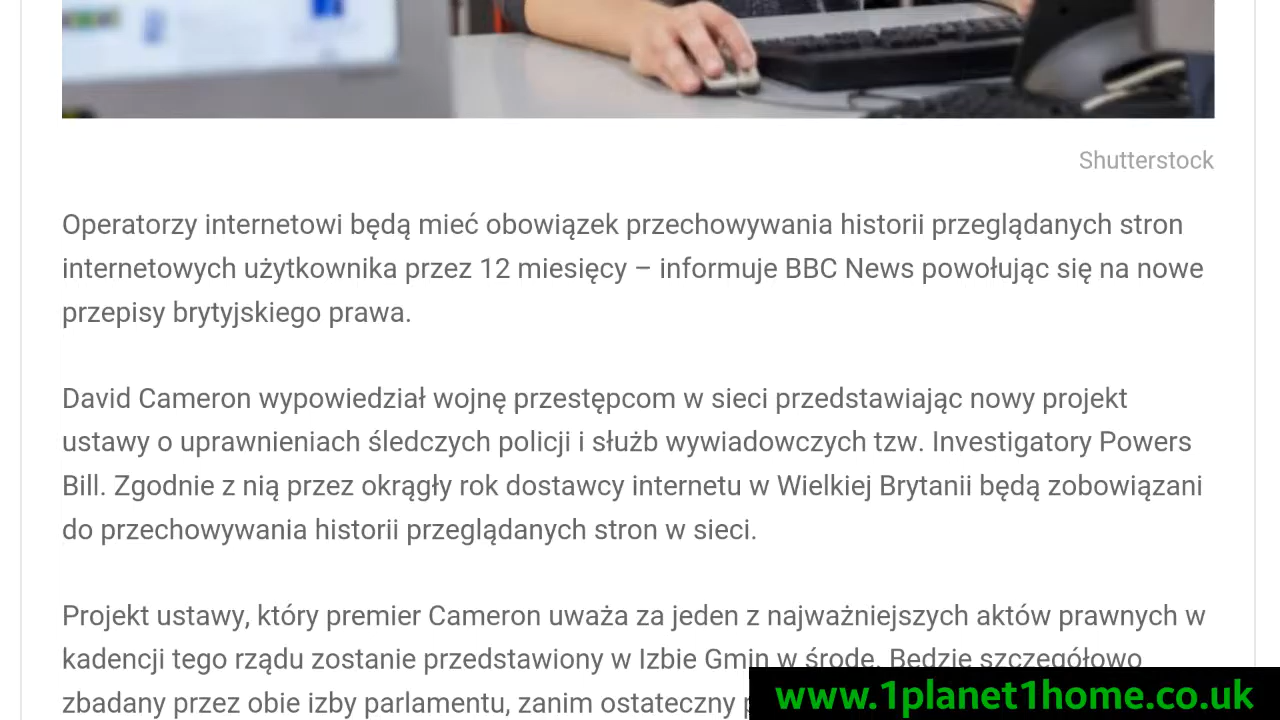 Shutterstock
Operatorzy internetowi będą mieć obowiązek przechowywania historii przeglądanych stron
internetowych użytkownika przez 12 miesięcy – informuje BBC News powołując się na nowe
przepisy brytyjskiego prawa.
David Cameron wypowiedział wojnę przestępcom w sieci przedstawiając nowy projekt
ustawy o uprawnieniach śledczych policji i służb wywiadowczych tzw. Investigatory Powers
Bill. Zgodnie z nią przez okrągły rok dostawcy internetu w Wielkiej Brytanii będą zobowiązani
do przechowywania historii przeglądanych stron w sieci.
Projekt ustawy, który premier Cameron uważa za jeden z najważniejszych aktów prawnych w
kadencji tego rządu zostanie przedstawiony w Izbie Gmin w środę. Będzie szczegółowo
zbadany przez obie izby parlamentu, zanim ostateczny
www.1planet1home.co.uk